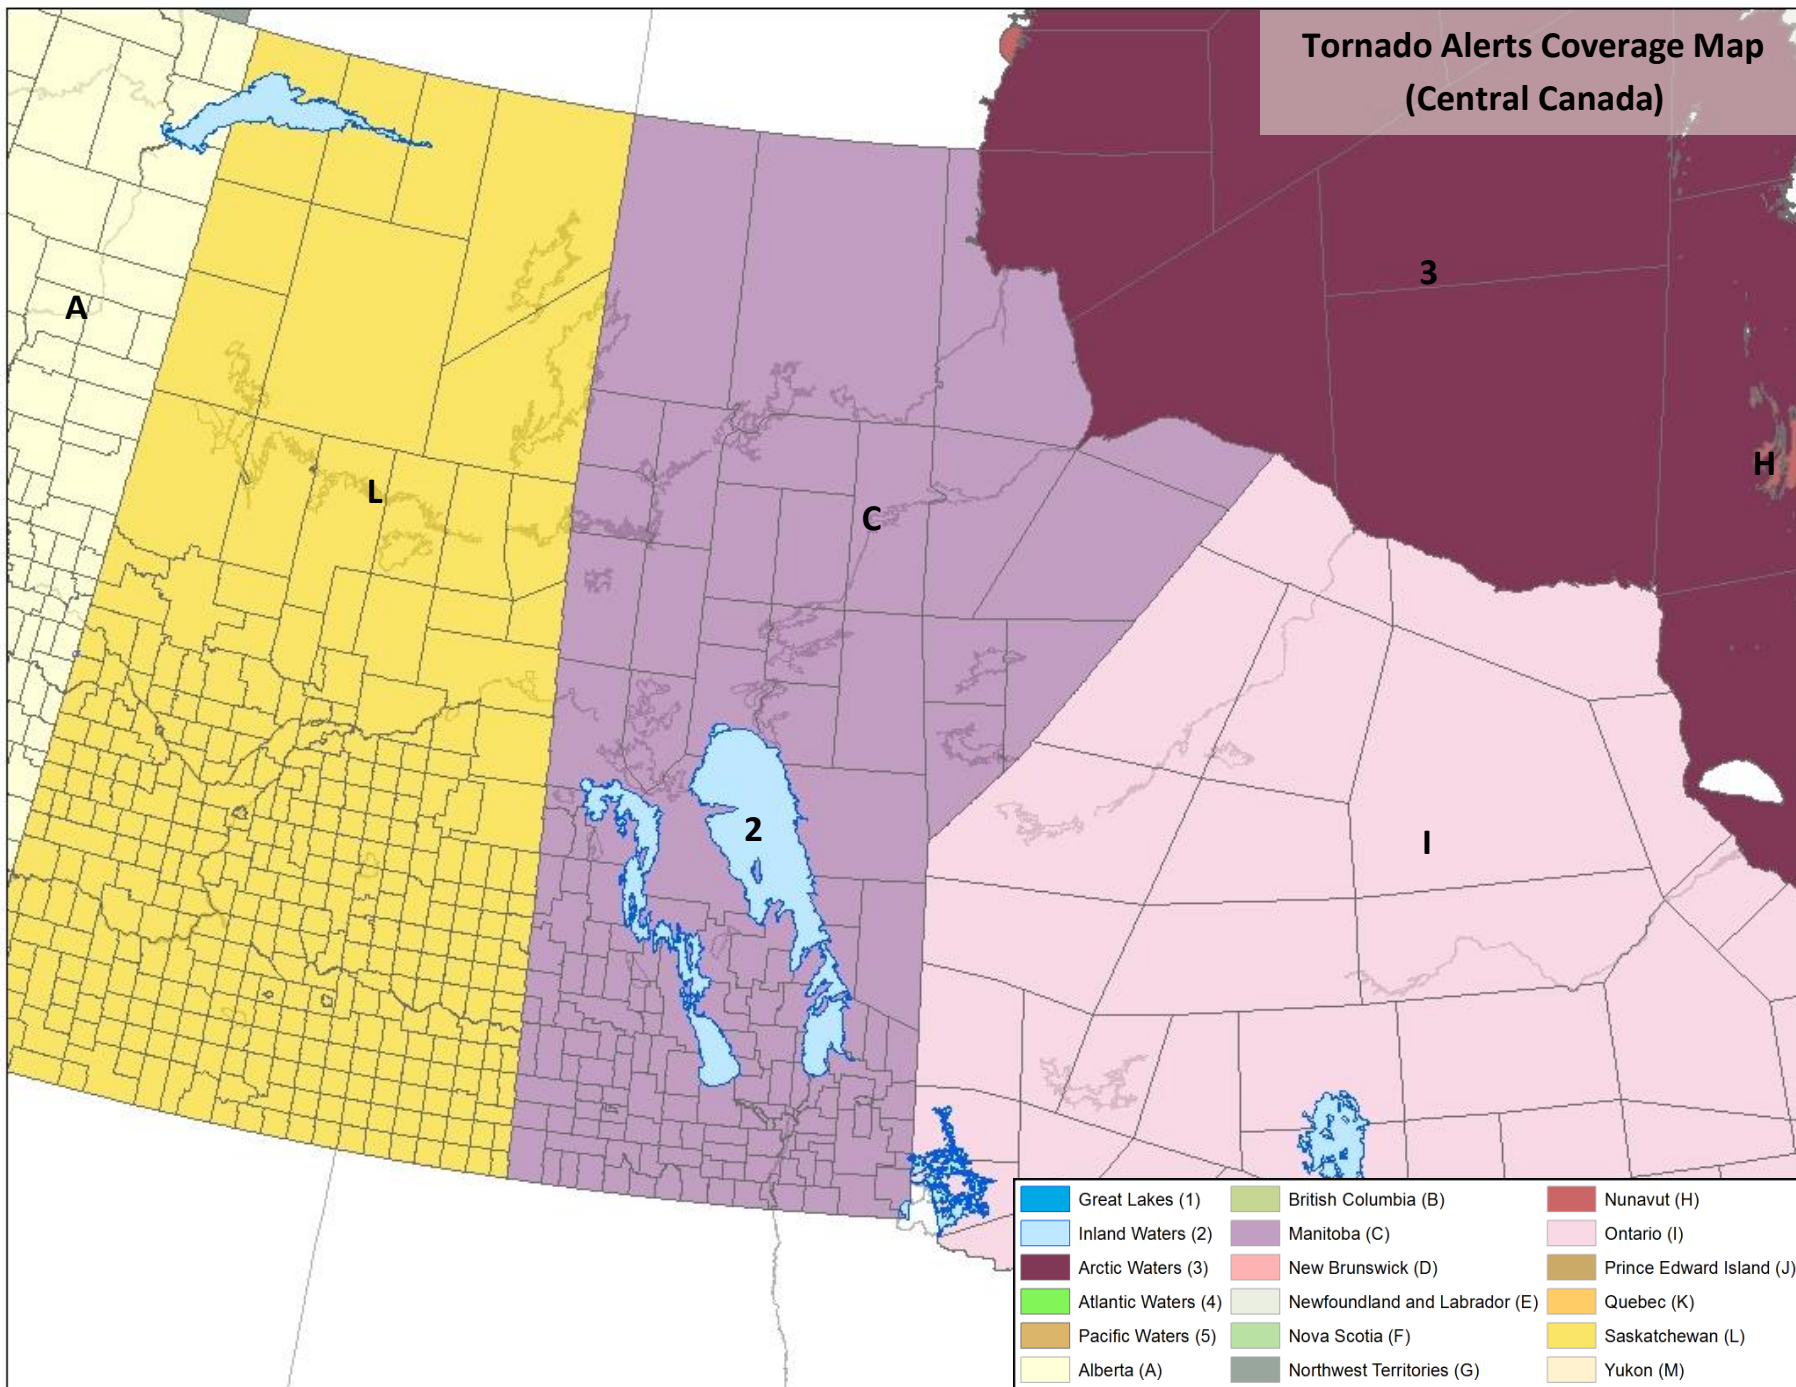 Tornado Alerts Coverage Map
(Central Canada)
3
A
H
L
C
2
I
Great Lakes (1)
Inland Waters (2)
Arctic Waters (3)
Atlantic Waters (4)
Pacific Waters (5)
Alberta (A)
British Columbia (B)
Manitoba (C)
New Brunswick (D)
Newfoundland and Labrador (E)
Nova Scotia (F)
Northwest Territories (G)
Nunavut (H)
Ontario (I)
Prince Edward Island (J)
Quebec (K)
Saskatchewan (L)
Yukon (M)